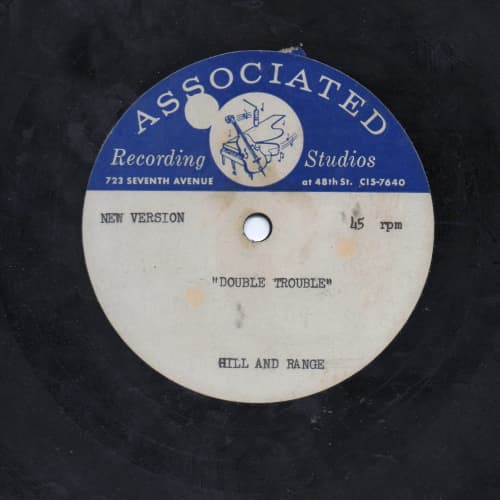 ASSOCIATED
Recording Studios
723 SEVENTH AVENUE at 48th St. CI5-7640
NEW VERSION 45 rpm
"DOUBLE TROUBLE"
HILL AND RANGE